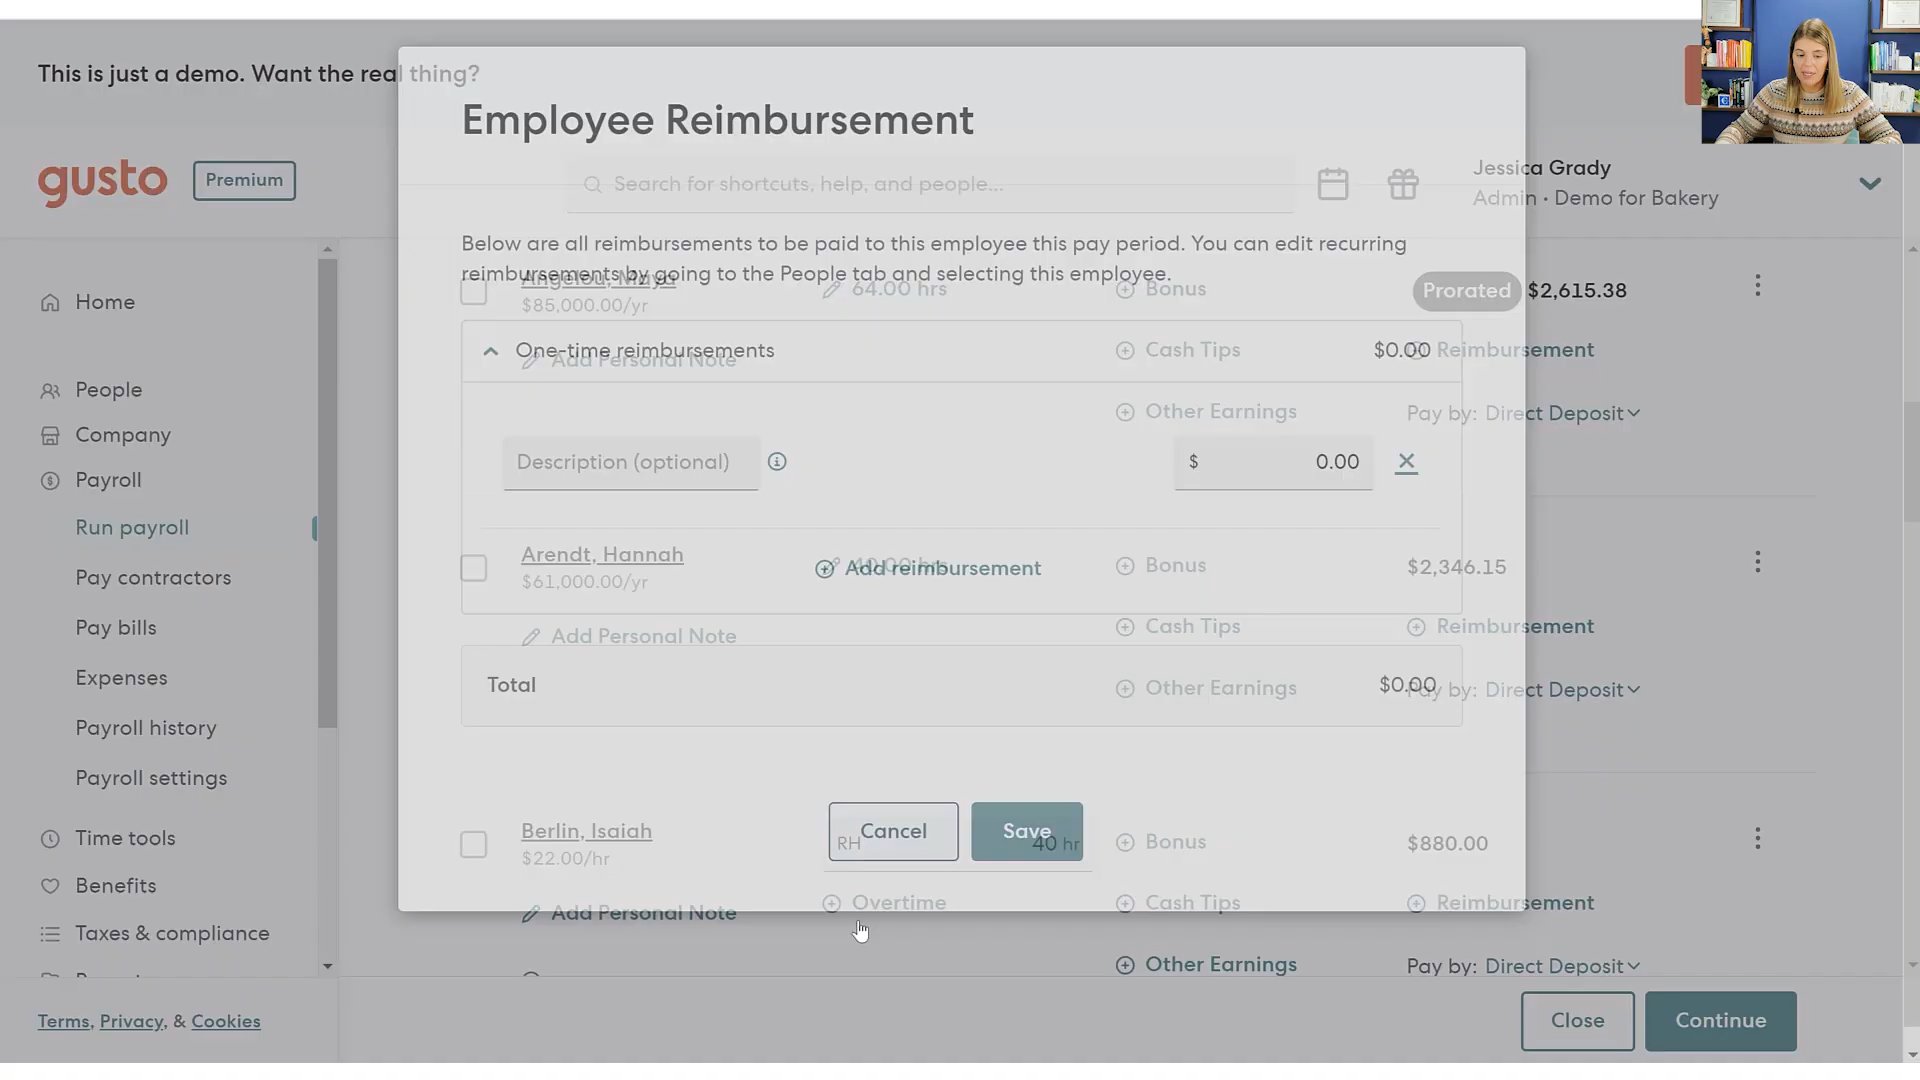 This is just a demo. Want the real thing?
Employee Reimbursement
gusto
Premium
Search for shortcuts, help, and people...
Jessica Grady
Admin • Demo for Bakery
Below are all reimbursements to be paid to this employee this pay period. You can edit recurring
reimbursements by going to the People tab and selecting this employee.
Angelou, Maya
64.00 hrs
Bonus
Prorated
$2,615.38
$85,000.00/yr
One-time reimbursements
Add Personal Note
Cash Tips
$0.00
Reimbursement
Other Earnings
Pay by: Direct Deposit
Description (optional)
$
0.00
Arendt, Hannah
40.00 hrs
Add reimbursement
Bonus
$2,346.15
$61,000.00/yr
Add Personal Note
Cash Tips
Reimbursement
Total
Other Earnings
$0.00
Pay by: Direct Deposit
Cancel
Save
Berlin, Isaiah
RH
40 hr
Bonus
$880.00
$22.00/hr
Add Personal Note
Overtime
Cash Tips
Reimbursement
Other Earnings
Pay by: Direct Deposit
Home
People
Company
Payroll
Run payroll
Pay contractors
Pay bills
Expenses
Payroll history
Payroll settings
Time tools
Benefits
Taxes & compliance
Terms, Privacy, & Cookies
Close
Continue